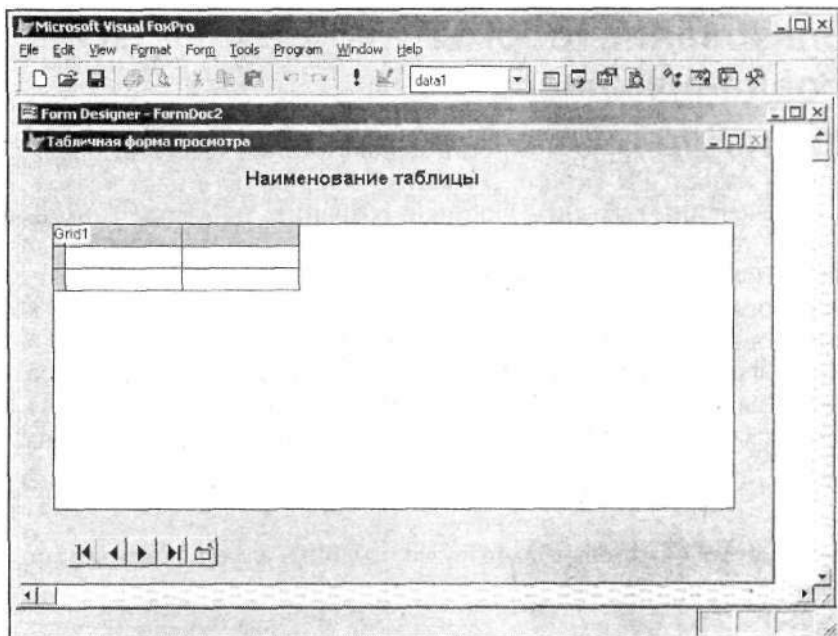 Microsoft Visual FoxPro
File Edit View Format Form Tools Program Window Help
data1
Form Designer - FormDoc2
Табличная форма просмотра
Наименование таблицы
Grid1